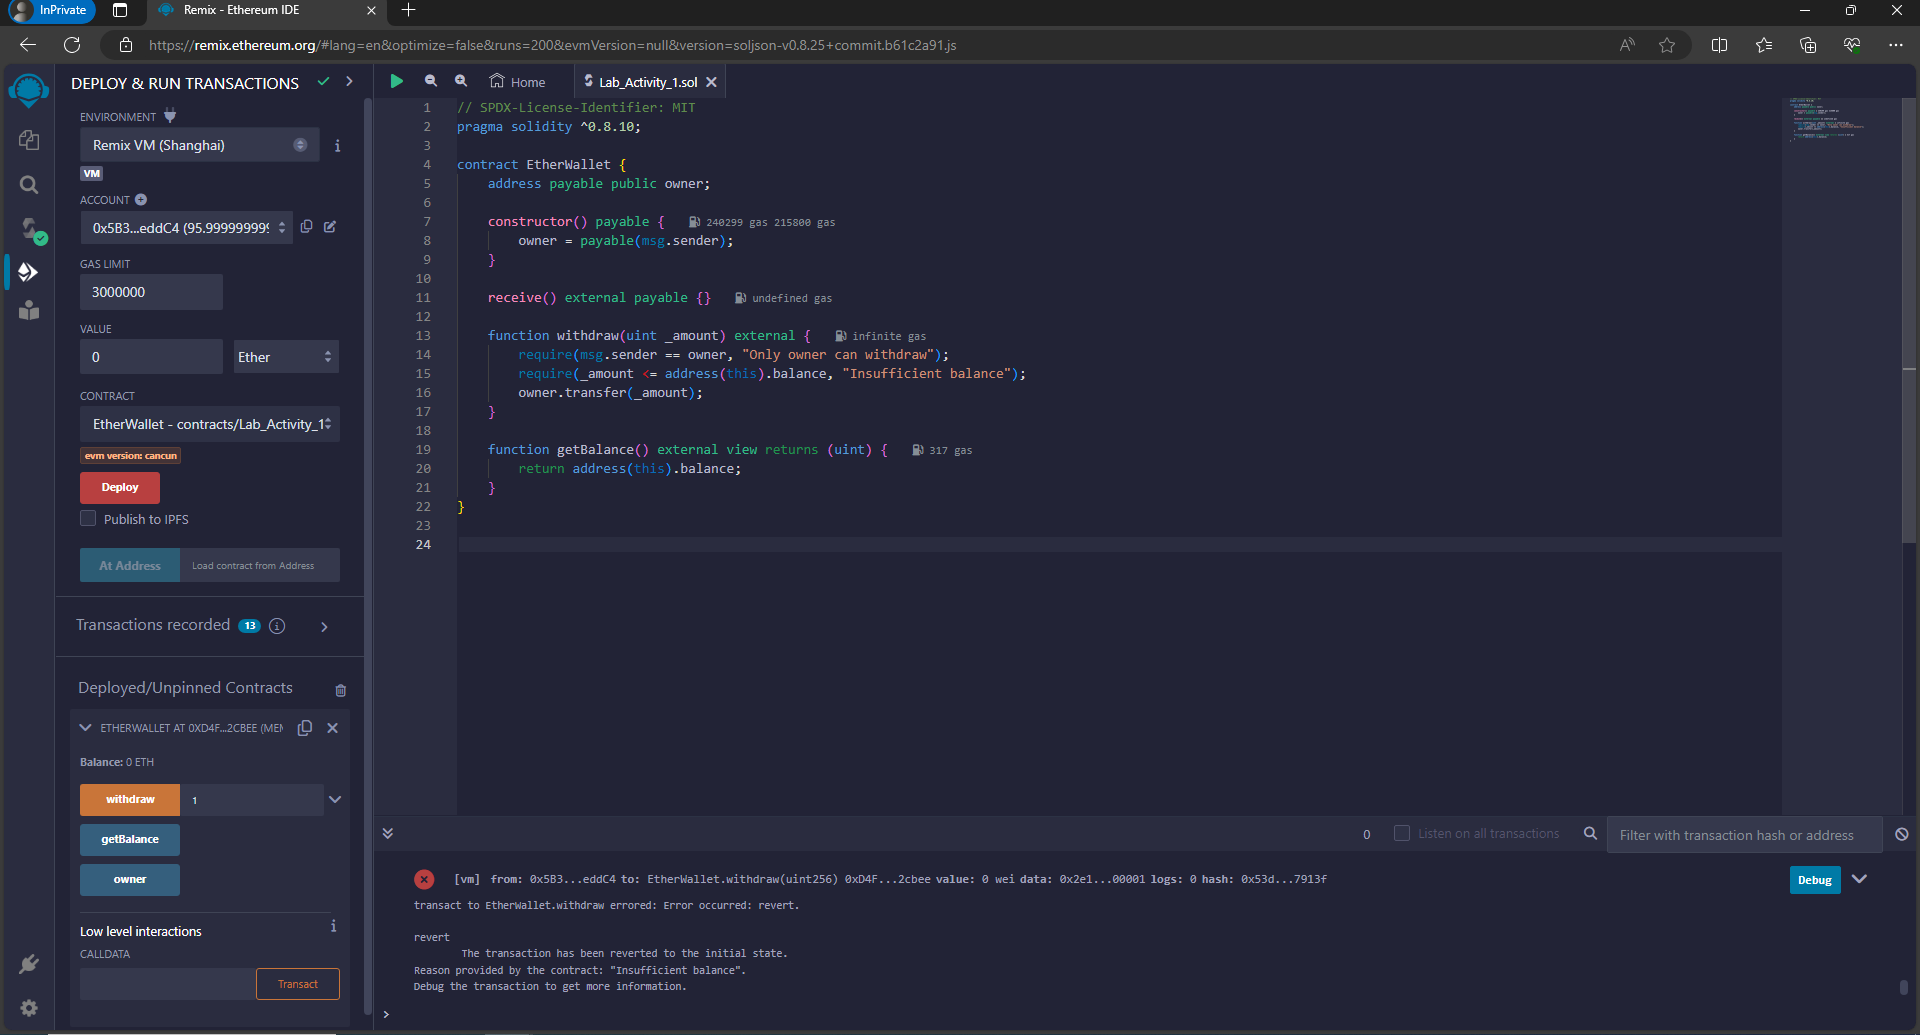 InPrivate
Remix - Ethereum IDE
https://remix.ethereum.org/#lang=en&optimize=false&runs=200&evmVersion=null&version=soljson-v0.8.25+commit.b61c2a91.js
DEPLOY & RUN TRANSACTIONS
ENVIRONMENT
Remix VM (Shanghai)
VM
ACCOUNT
0x5B3...eddC4 (95.9999999999
GAS LIMIT
3000000
VALUE
0
Ether
CONTRACT
EtherWallet - contracts/Lab_Activity_1
evm version: cancun
Deploy
Publish to IPFS
At Address
Load contract from Address
Transactions recorded 13
Deployed/Unpinned Contracts
ETHERWALLET AT 0XD4F...2CBEE (MEM
Balance: 0 ETH
withdraw
1
getBalance
owner
Low level interactions
CALLDATA
Transact
Home
Lab_Activity_1.sol
1 // SPDX-License-Identifier: MIT
2 pragma solidity ^0.8.10;
3
4 contract EtherWallet {
5 address payable public owner;
6
7 constructor() payable { 240299 gas 215800 gas
8 owner = payable(msg.sender);
9 }
10
11 receive() external payable {} undefined gas
12
13 function withdraw(uint _amount) external { infinite gas
14 require(msg.sender == owner, "Only owner can withdraw");
15 require(_amount <= address(this).balance, "Insufficient balance");
16 owner.transfer(_amount);
17 }
18
19 function getBalance() external view returns (uint) { 317 gas
20 return address(this).balance;
21 }
22 }
23
24
0
Listen on all transactions
Filter with transaction hash or address
[vm] from: 0x5B3...eddC4 to: EtherWallet.withdraw(uint256) 0xD4F...2cbee value: 0 wei data: 0x2e1...00001 logs: 0 hash: 0x53d...7913f
Debug
transact to EtherWallet.withdraw errored: Error occurred: revert.
revert
The transaction has been reverted to the initial state.
Reason provided by the contract: "Insufficient balance".
Debug the transaction to get more information.
>